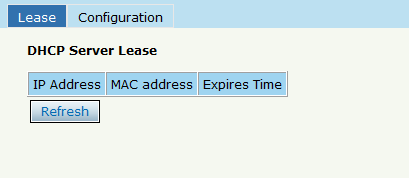 Lease Configuration
DHCP Server Lease
IP Address MAC address Expires Time
Refresh